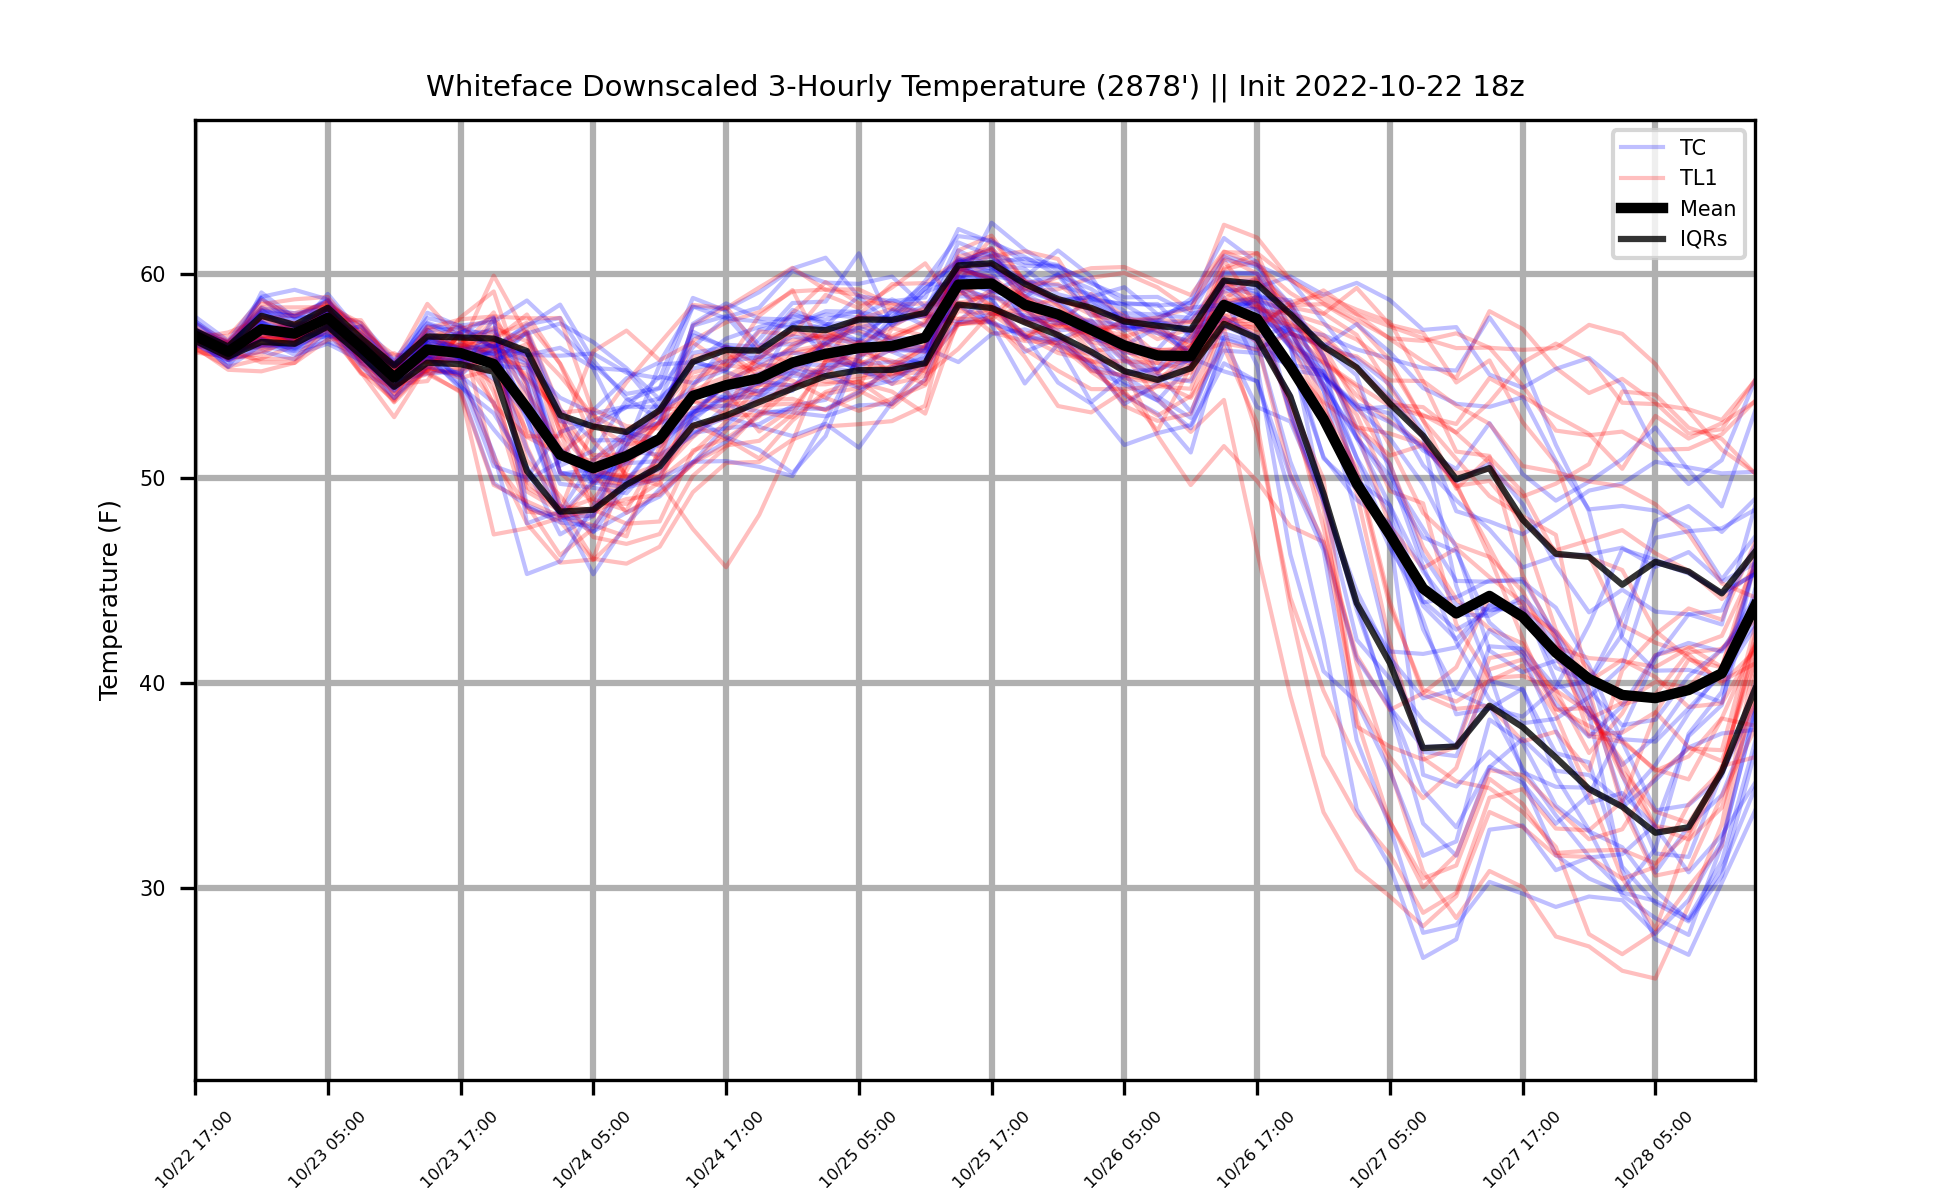 Whiteface Downscaled 3-Hourly Temperature (2878') || Init 2022-10-22 18z
TC
TL1
Mean
IQRs
Temperature (F)
60
50
40
30
10/22 17:00
10/23 05:00
10/23 17:00
10/24 05:00
10/24 17:00
10/25 05:00
10/25 17:00
10/26 05:00
10/26 17:00
10/27 05:00
10/27 17:00
10/28 05:00